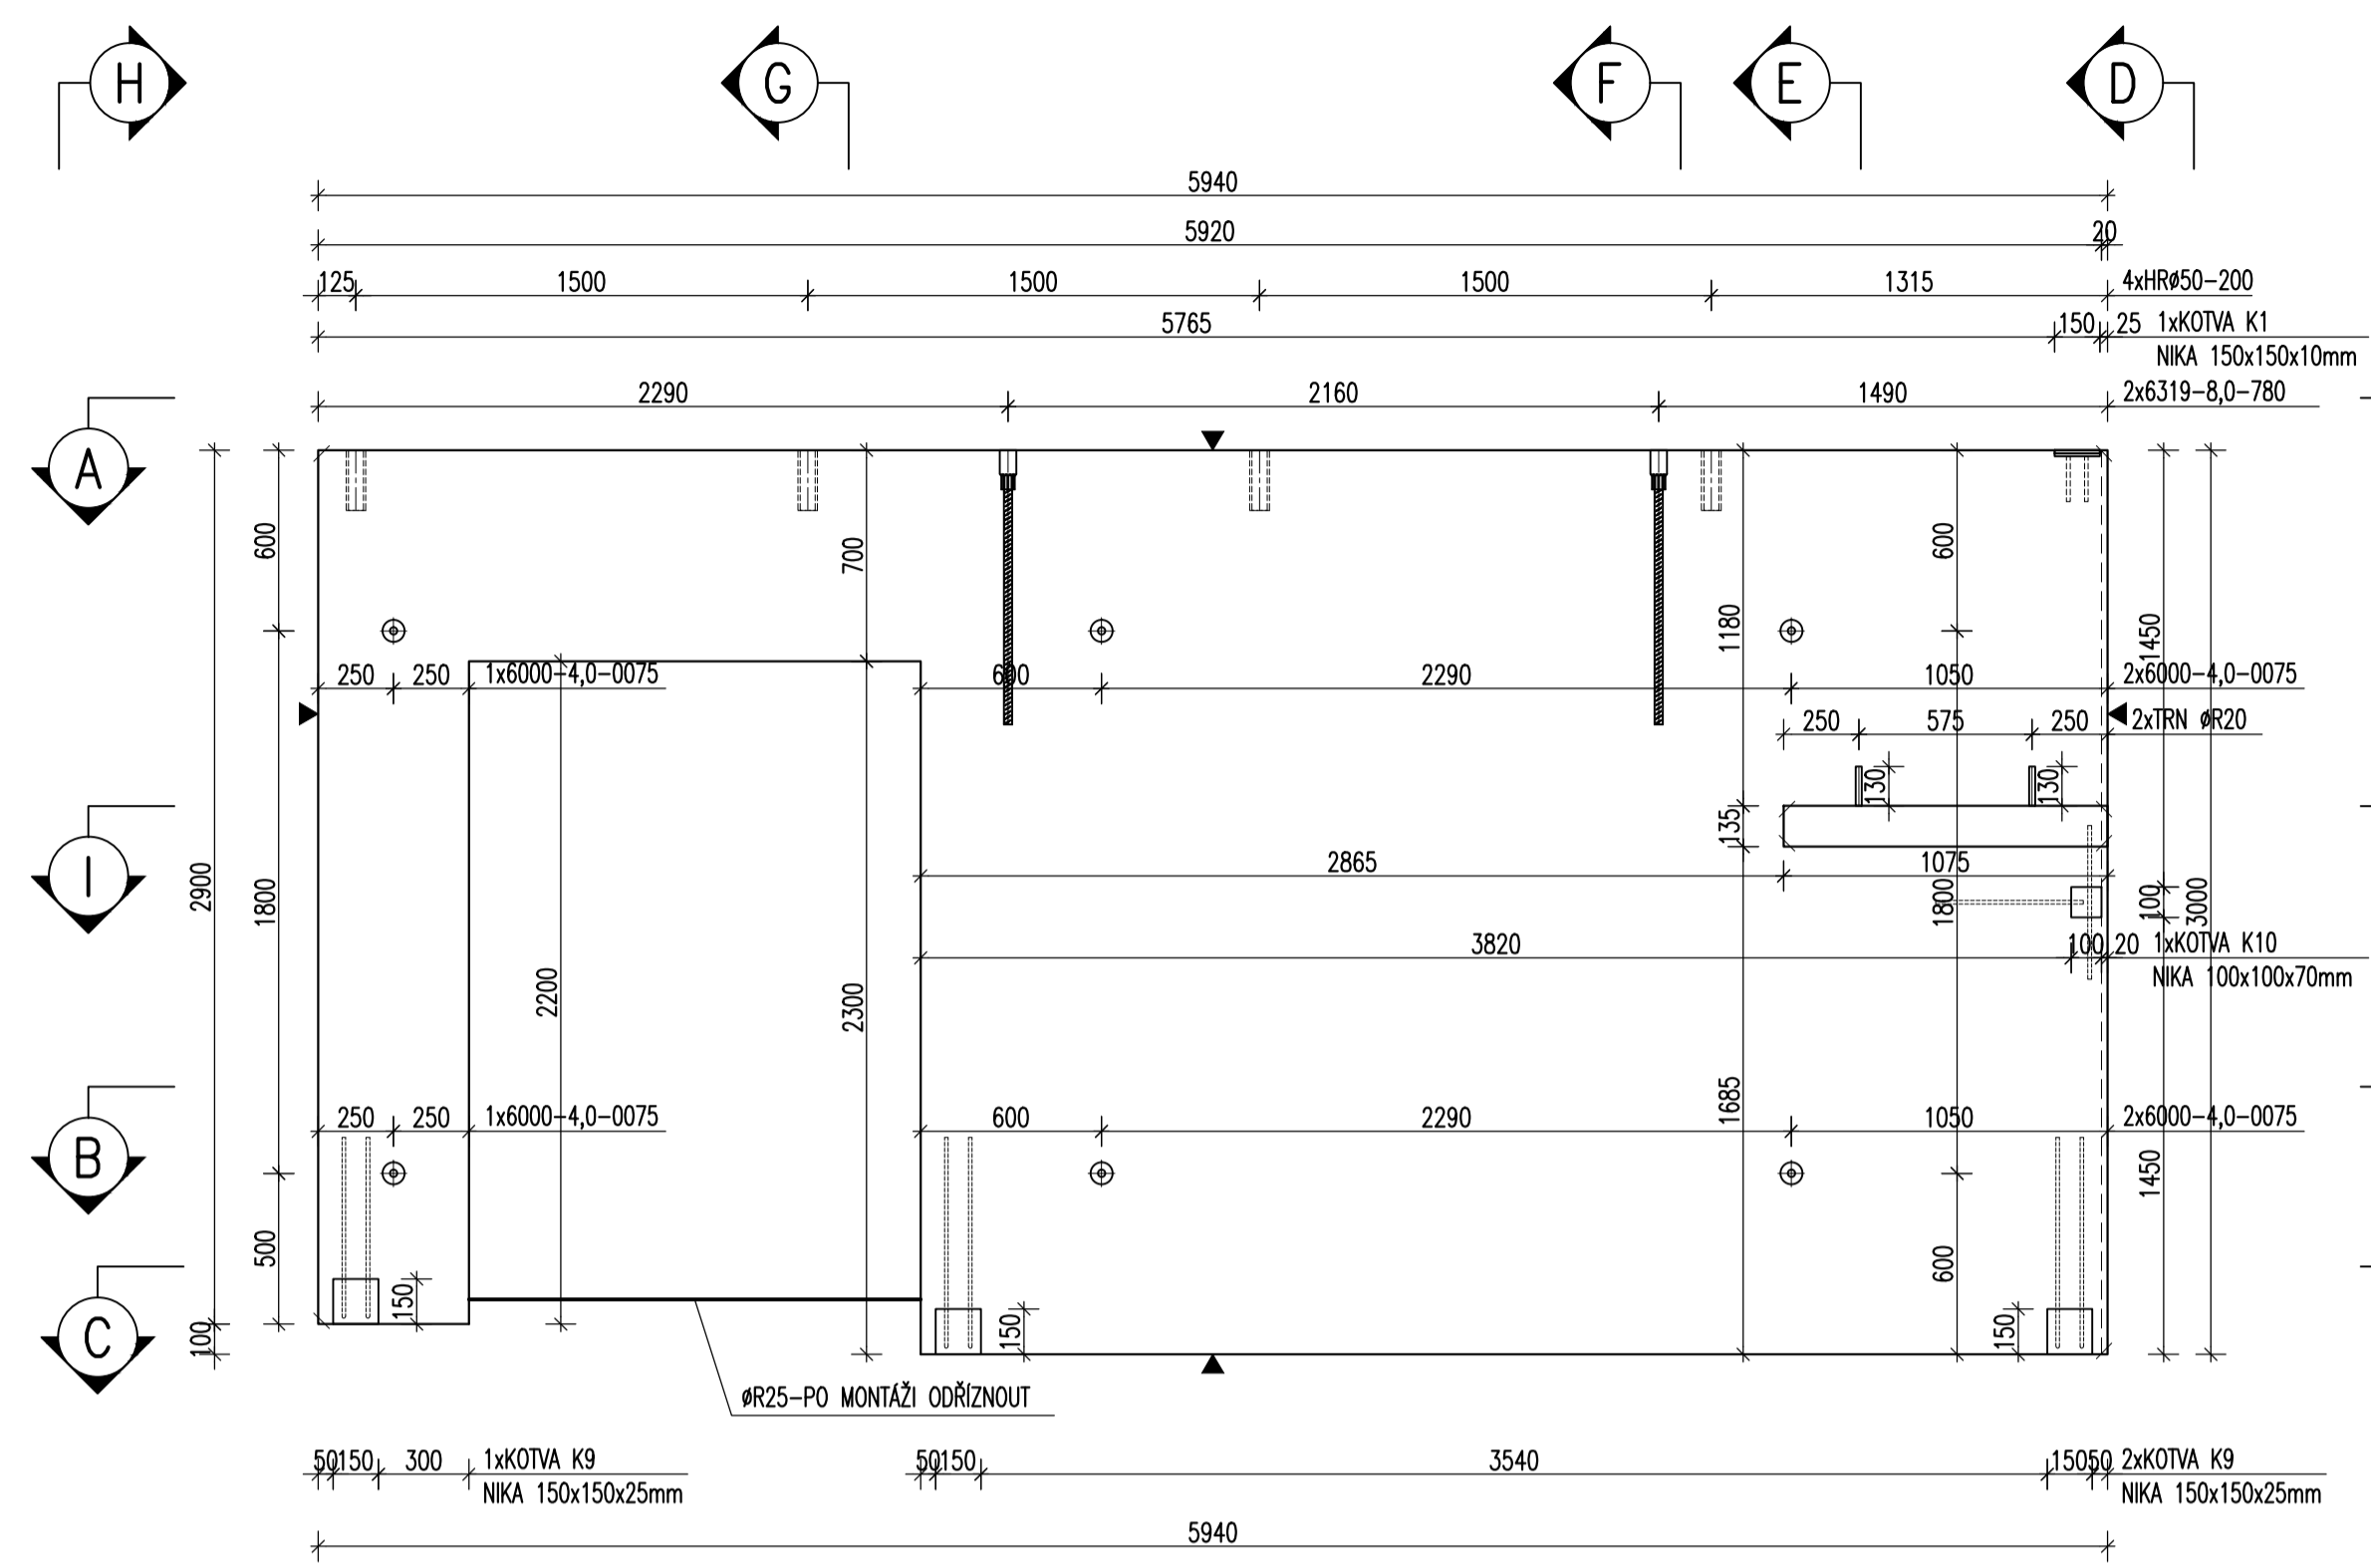 H G F E D
5940
5920 20
125 1500 1500 1500 1315 4xHRø50-200
5765 150 25 1xKOTVA K1
NIKA 150x150x10mm
2290 2160 1490 2x6319-8,0-780
A
600 700 600
1180 1450
250 250 1x6000-4,0-0075 600 2290 1050 2x6000-4,0-0075
250 575 250 2xTRN øR20
130 130
135
I
2865 1075
2900 1800 1800 100 3000
3820 100 20 1xKOTVA K10
NIKA 100x100x70mm
2200 2300
250 250 1x6000-4,0-0075 600 2290 1050 2x6000-4,0-0075
1685
B
1450
500 600
150 150 150
C
100
øR25-PO MONTÁŽI ODŘÍZNOUT
50 150 300 1xKOTVA K9 50 150 3540 150 50 2xKOTVA K9
NIKA 150x150x25mm NIKA 150x150x25mm
5940